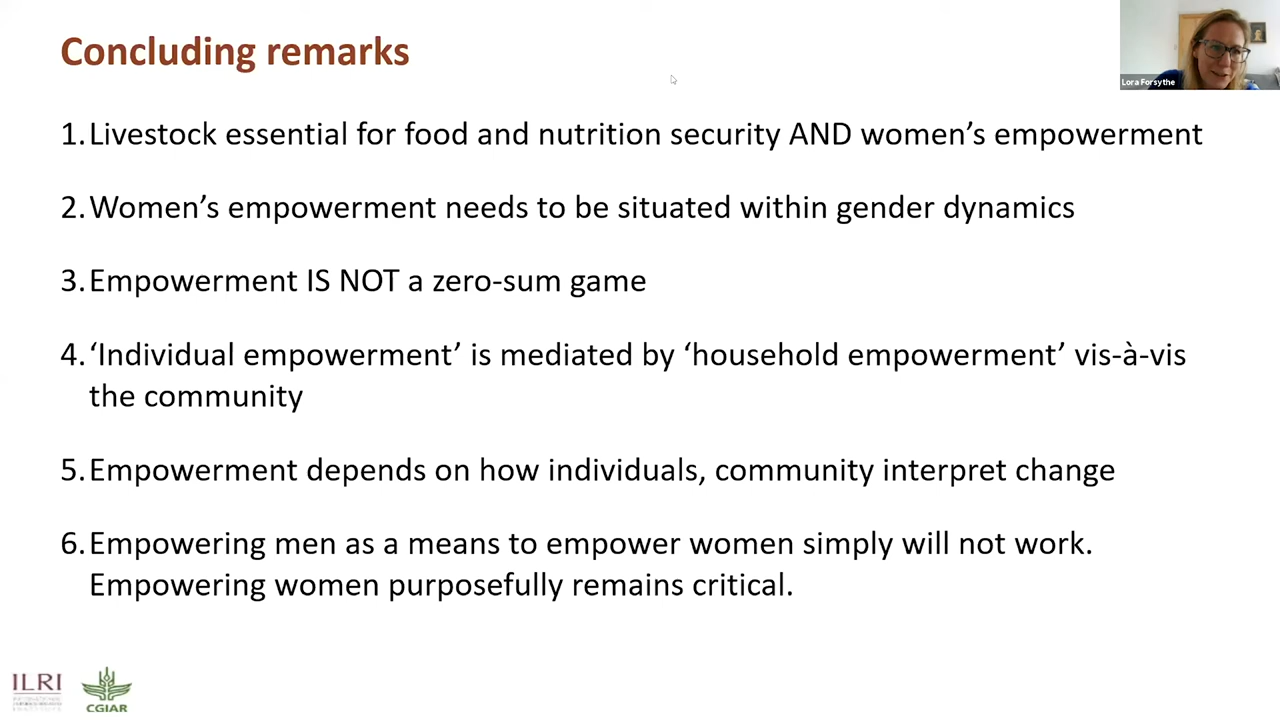 Concluding remarks
Lora Forsythe
1. Livestock essential for food and nutrition security AND women’s empowerment
2. Women’s empowerment needs to be situated within gender dynamics
3. Empowerment IS NOT a zero-sum game
4. ‘Individual empowerment’ is mediated by ‘household empowerment’ vis-à-vis
the community
5. Empowerment depends on how individuals, community interpret change
6. Empowering men as a means to empower women simply will not work.
Empowering women purposefully remains critical.
ILRI
CGIAR